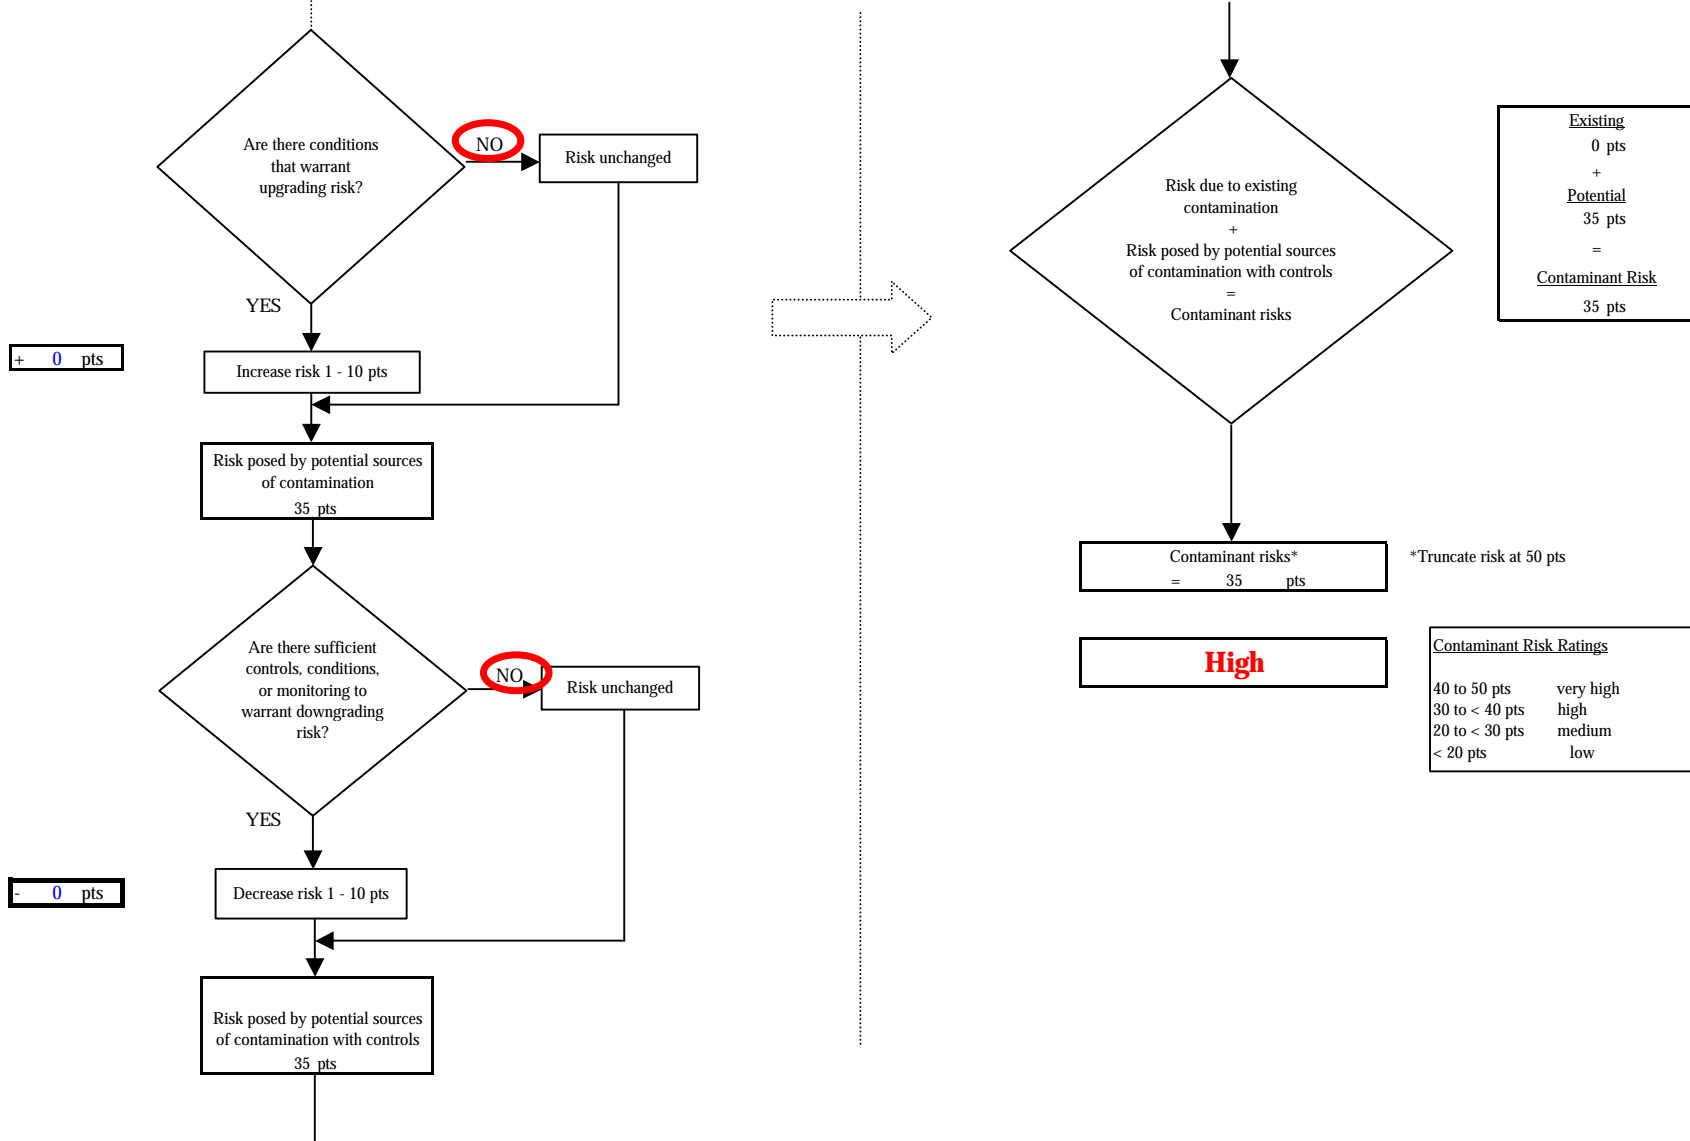 Are there conditions
that warrant
upgrading risk?
NO
Risk unchanged
YES
+ 0 pts
Increase risk 1 - 10 pts
Risk posed by potential sources
of contamination
35 pts
Are there sufficient
controls, conditions,
or monitoring to
warrant downgrading
risk?
NO
Risk unchanged
YES
- 0 pts
Decrease risk 1 - 10 pts
Risk posed by potential sources
of contamination with controls
35 pts
Risk due to existing
contamination
+
Risk posed by potential sources
of contamination with controls
=
Contaminant risks
Existing
0 pts
+
Potential
35 pts
=
Contaminant Risk
35 pts
Contaminant risks*
= 35 pts
*Truncate risk at 50 pts
High
Contaminant Risk Ratings
40 to 50 pts very high
30 to < 40 pts high
20 to < 30 pts medium
< 20 pts low